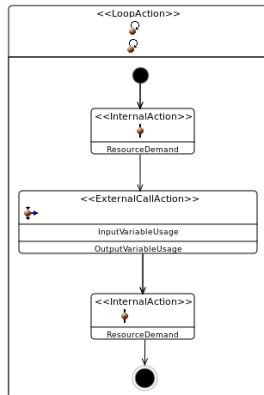 <<LoopAction>>
<<InternalAction>>
ResourceDemand
<<ExternalCallAction>>
InputVariableUsage
OutputVariableUsage
<<InternalAction>>
ResourceDemand